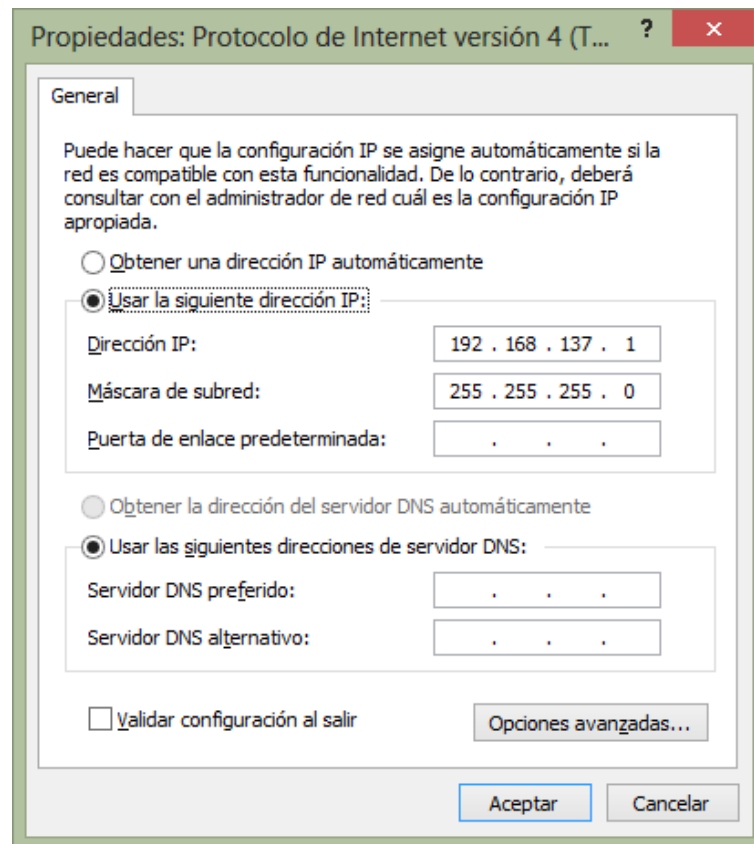 Propiedades: Protocolo de Internet versión 4 (T... ? ×
General
Puede hacer que la configuración IP se asigne automáticamente si la
red es compatible con esta funcionalidad. De lo contrario, deberá
consultar con el administrador de red cuál es la configuración IP
apropiada.
Obtener una dirección IP automáticamente
Usar la siguiente dirección IP:
Dirección IP: 192 . 168 . 137 . 1
Máscara de subred: 255 . 255 . 255 . 0
Puerta de enlace predeterminada: . . .
Obtener la dirección del servidor DNS automáticamente
Usar las siguientes direcciones de servidor DNS:
Servidor DNS preferido: . . .
Servidor DNS alternativo: . . .
Validar configuración al salir Opciones avanzadas...
Aceptar Cancelar